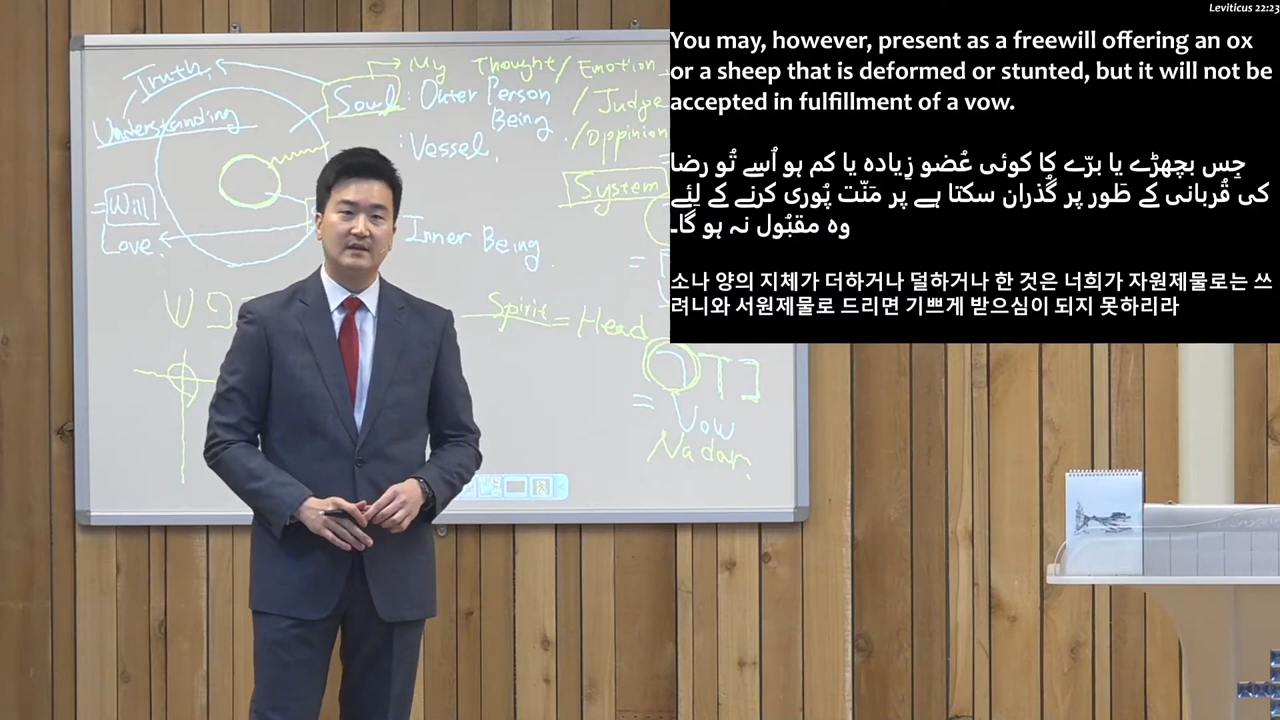 Leviticus 22:23
You may, however, present as a freewill offering an ox
or a sheep that is deformed or stunted, but it will not be
accepted in fulfillment of a vow.
جِس بچھڑے یا برّے کا کوئی عُضو زِیادہ یا کم ہو اُسے تُو رضا
کی قُربانی کے طَور پر گُذران سکتا ہے پر مَنّت پُوری کرنے کے لِئے
وہ مقبُول نہ ہو گا۔
소나 양의 지체가 더하거나 덜하거나 한 것은 너희가 자원제물로는 쓰
려니와 서원제물로 드리면 기쁘게 받으심이 되지 못하리라
Truth
Understanding
= Will
Love
My Thought / Emotion
Soul : Outer Person
Being
/ Judge
/ Oppinion
: Vessel
System
Inner Being
Spirit = Head
= Vow
Nadar